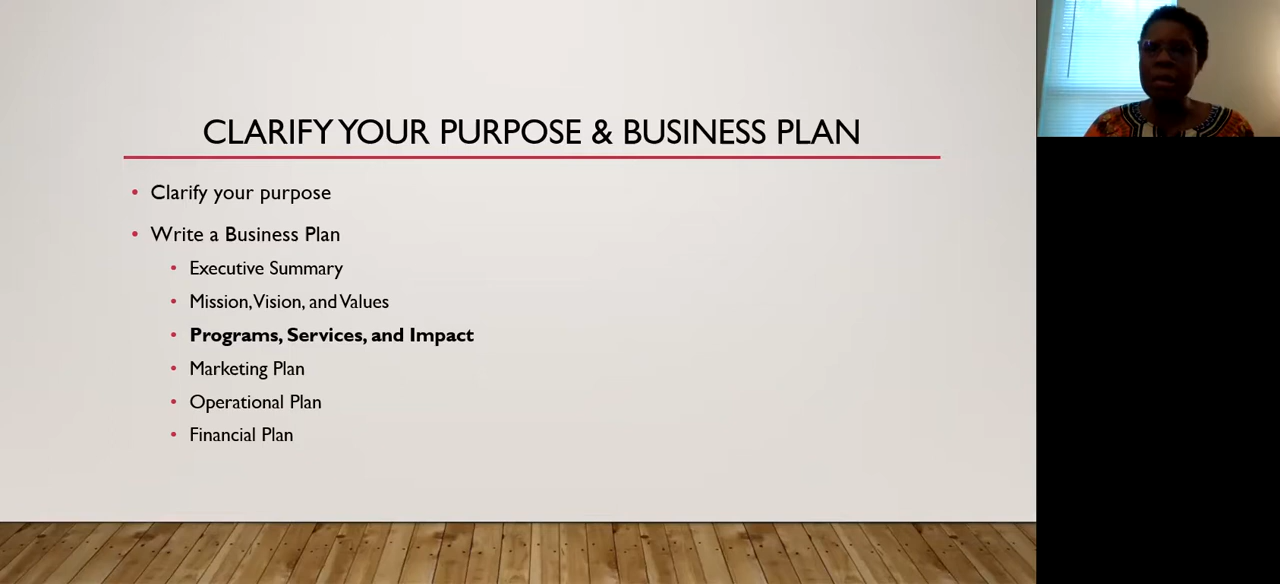 CLARIFY YOUR PURPOSE & BUSINESS PLAN
• Clarify your purpose
• Write a Business Plan
• Executive Summary
• Mission, Vision, and Values
• Programs, Services, and Impact
• Marketing Plan
• Operational Plan
• Financial Plan